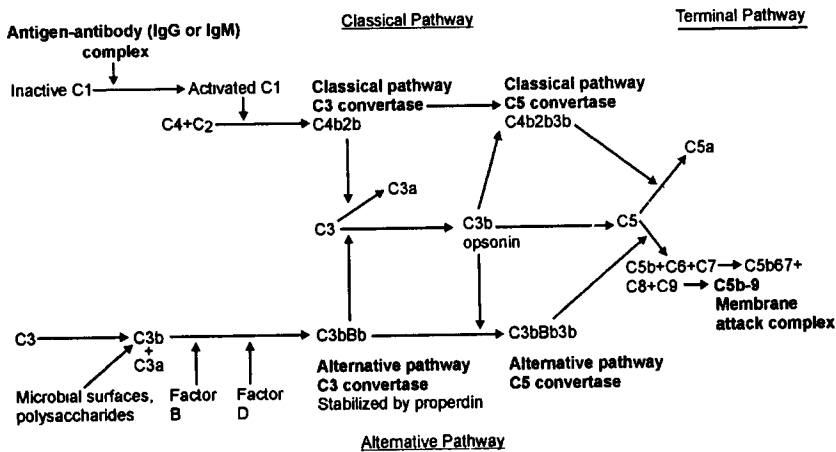 Classical Pathway
Terminal Pathway
Antigen-antibody (IgG or IgM)
complex
Inactive C1
Activated C1
Classical pathway
C3 convertase
C4b2b
Classical pathway
C5 convertase
C4b2b3b
C4+C2
C5a
C3a
C3
C3b
opsonin
C5
C5b+C6+C7
C5b67+
C8+C9
C5b-9
Membrane
attack complex
C3
C3b
+
C3a
C3bBb
C3bBb3b
Microbial surfaces,
polysaccharides
Factor
B
Factor
D
Alternative pathway
C3 convertase
Stabilized by properdin
Alternative pathway
C5 convertase
Alternative Pathway